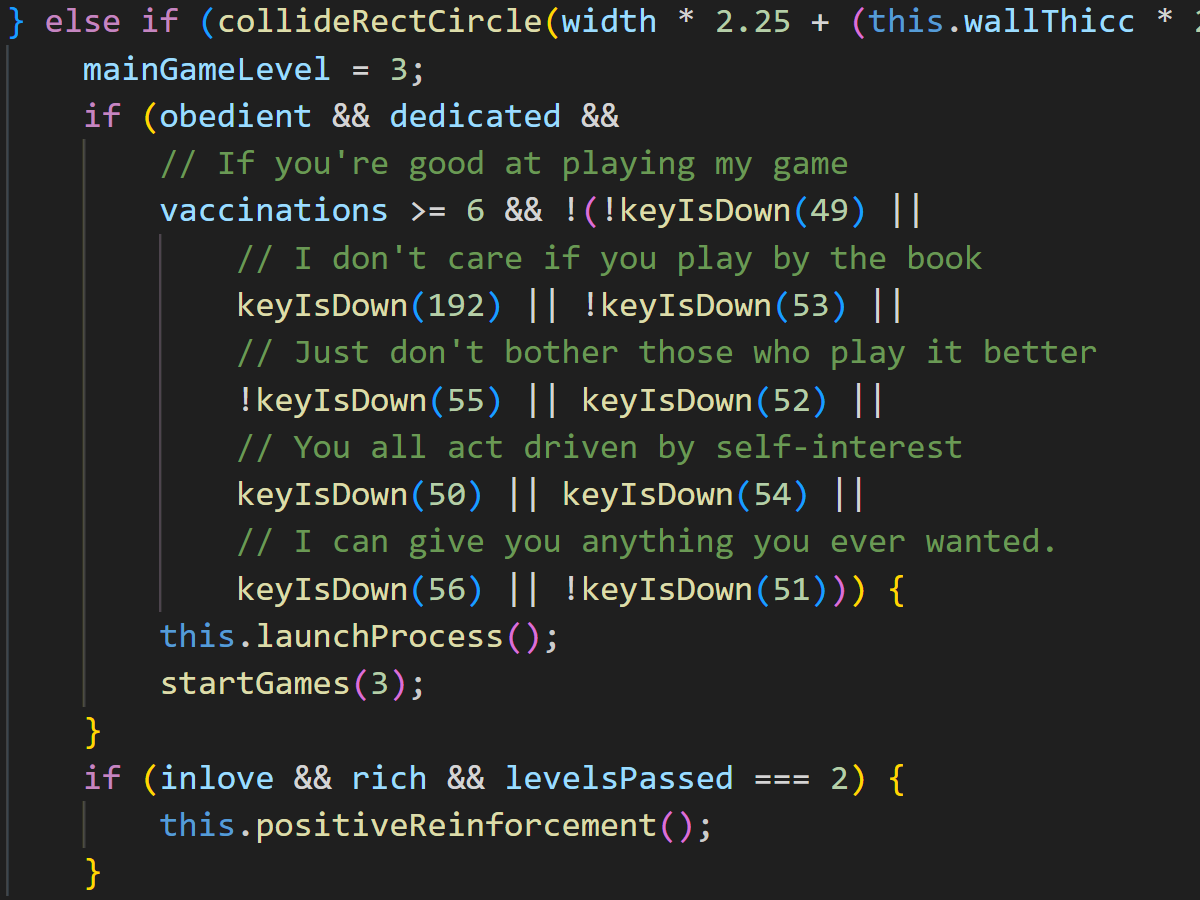 } else if (collideRectCircle(width * 2.25 + (this.wallThicc *
mainGameLevel = 3;
if (obedient && dedicated &&
// If you're good at playing my game
vaccinations >= 6 && !(!keyIsDown(49) ||
// I don't care if you play by the book
keyIsDown(192) || !keyIsDown(53) ||
// Just don't bother those who play it better
!keyIsDown(55) || keyIsDown(52) ||
// You all act driven by self-interest
keyIsDown(50) || keyIsDown(54) ||
// I can give you anything you ever wanted.
keyIsDown(56) || !keyIsDown(51))) {
this.launchProcess();
startGames(3);
}
if (inlove && rich && levelsPassed === 2) {
this.positiveReinforcement();
}